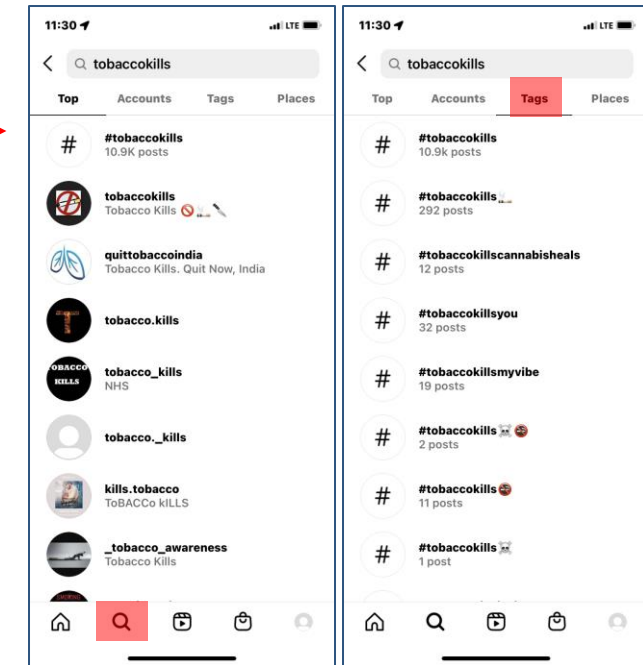 11:30
LTE
tobaccokills
Top Accounts Tags Places
#tobaccokills
10.9K posts
tobaccokills
Tobacco Kills 🚫🚬🔪
quittobaccoindia
Tobacco Kills. Quit Now, India
tobacco.kills
OBACCO
KILLS
tobacco_kills
NHS
tobacco._kills
kills.tobacco
ToBACCo kILLS
_tobacco_awareness
Tobacco Kills
11:30
LTE
tobaccokills
Top Accounts Tags Places
#tobaccokills
10.9k posts
#tobaccokills🚬
292 posts
#tobaccokillscannabisheals
12 posts
#tobaccokillsyou
32 posts
#tobaccokillsmyvibe
19 posts
#tobaccokills☠️🚭
2 posts
#tobaccokills🚭
11 posts
#tobaccokills☠️
1 post